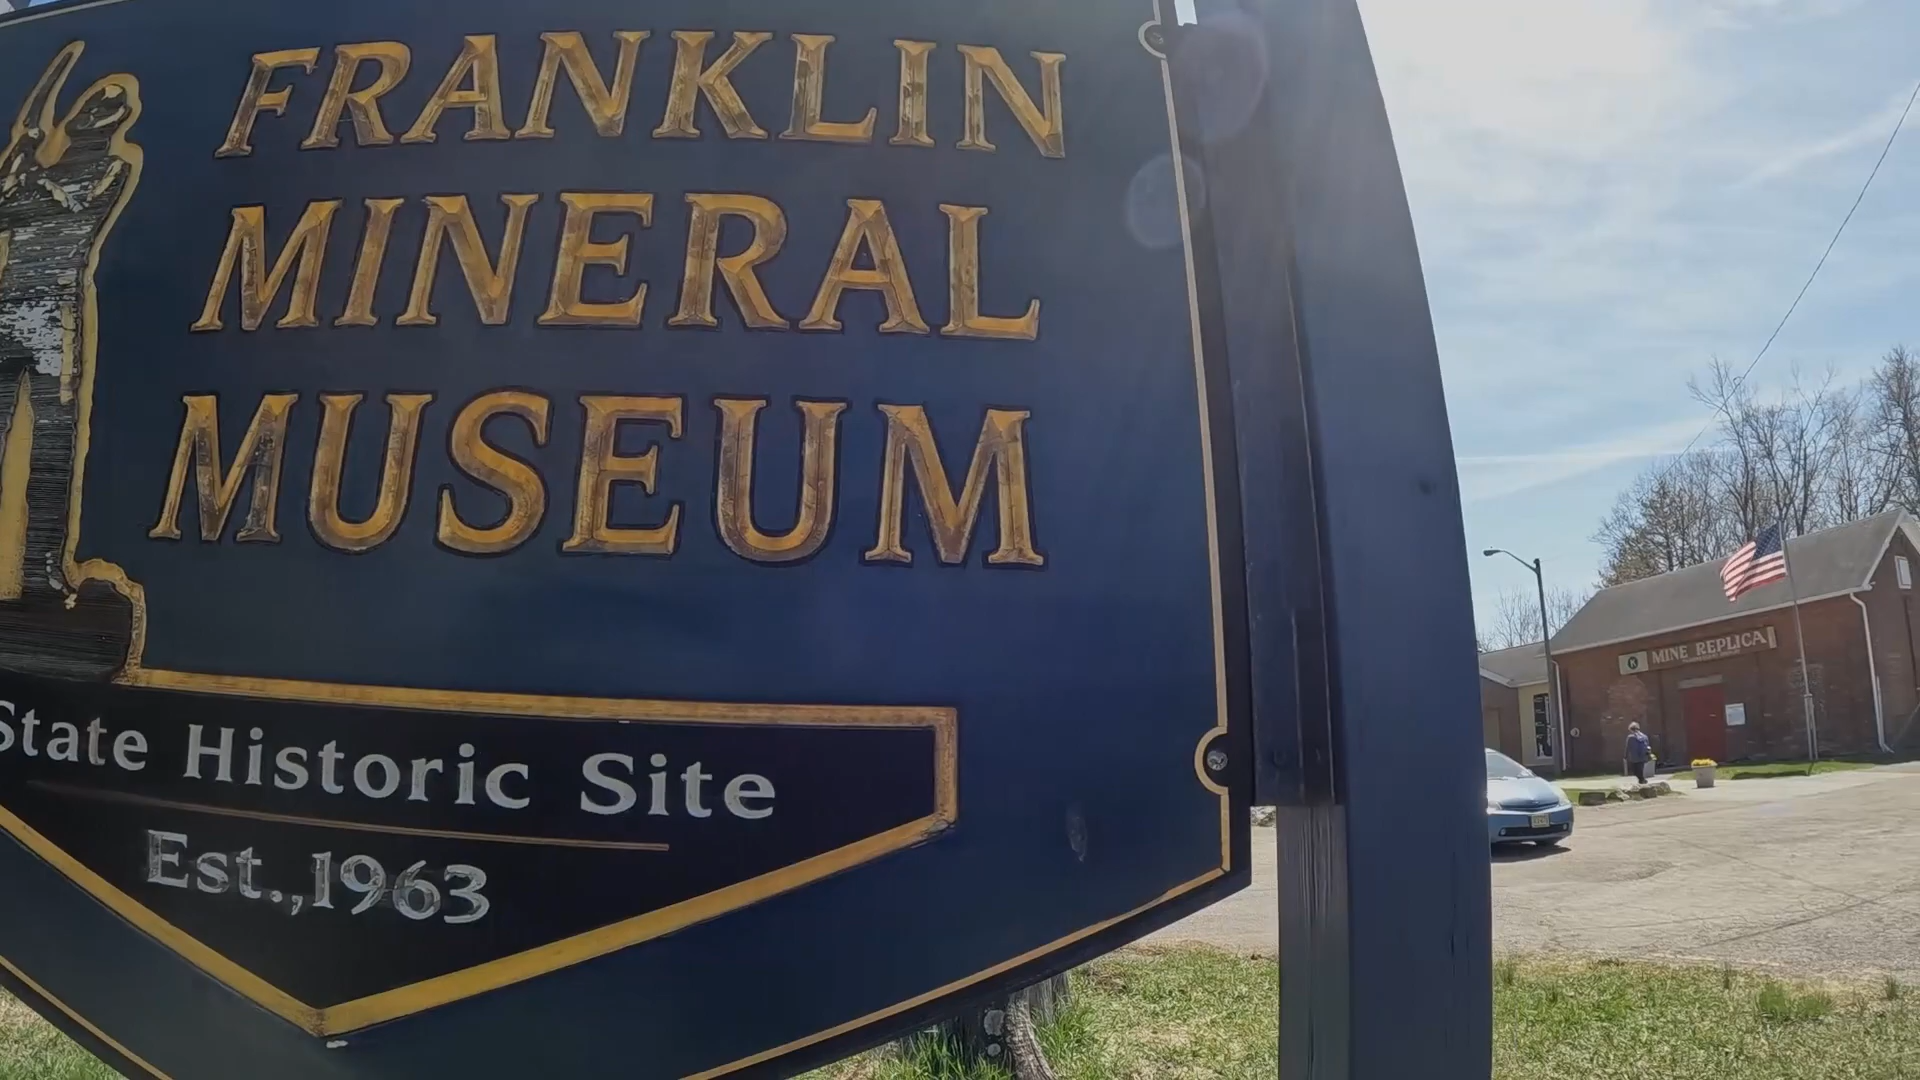 FRANKLIN
MINERAL
MUSEUM
State Historic Site
Est., 1963
MINE REPLICA